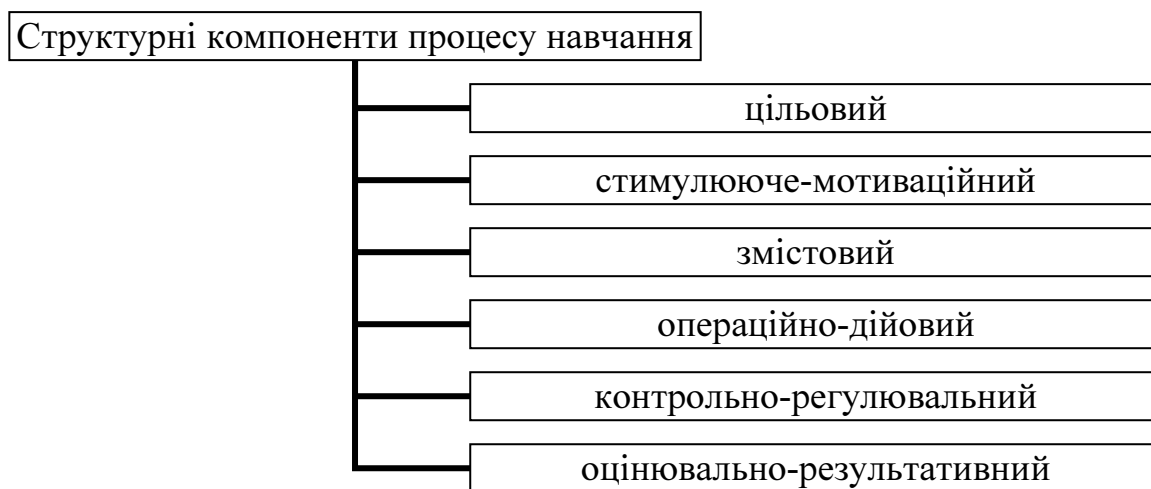 Структурні компоненти процесу навчання
цільовий
стимулююче-мотиваційний
змістовий
операційно-дійовий
контрольно-регулювальний
оцінювально-результативний